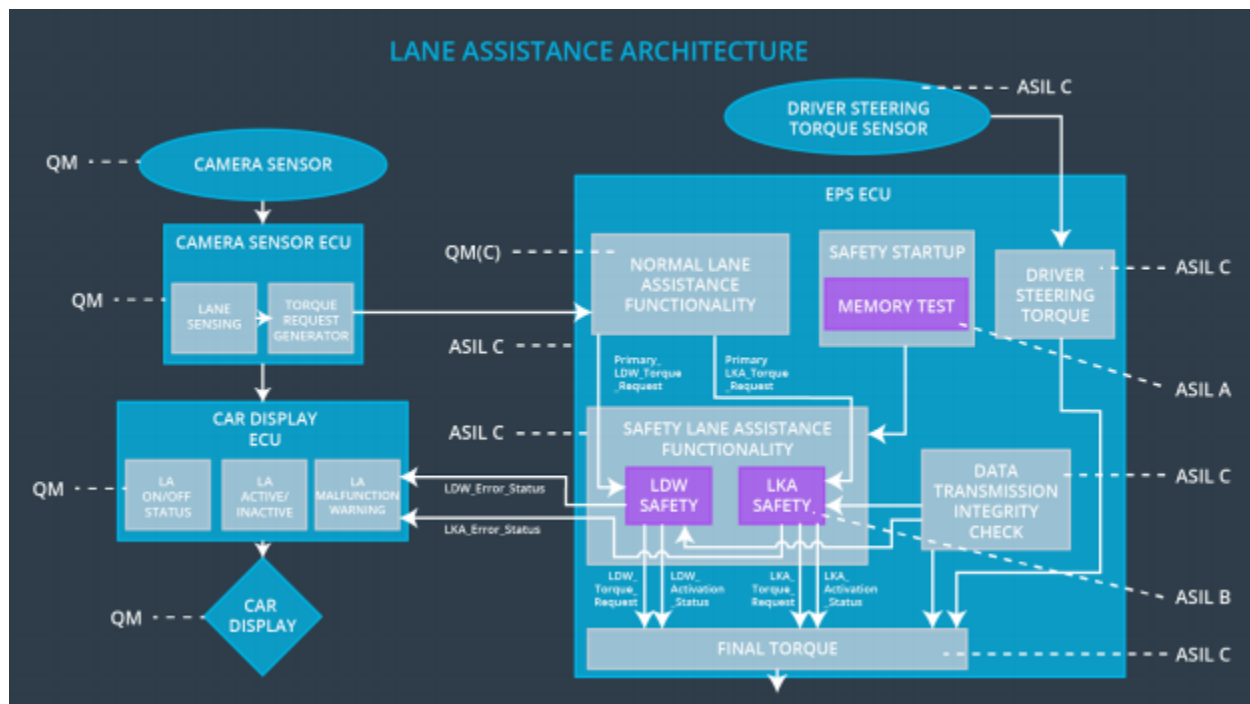 LANE ASSISTANCE ARCHITECTURE
ASIL C
DRIVER STEERING
TORQUE SENSOR
QM
CAMERA SENSOR
EPS ECU
CAMERA SENSOR ECU
QM
LANE
SENSING
TORQUE
REQUEST
GENERATOR
QM(C)
NORMAL LANE
ASSISTANCE
FUNCTIONALITY
SAFETY STARTUP
MEMORY TEST
DRIVER
STEERING
TORQUE
ASIL C
ASIL C
ASIL A
Primary_
LDW_Torque
_Request
Primary
LKA_Torque
_Request
CAR DISPLAY
ECU
QM
LA
ON/OFF
STATUS
LA
ACTIVE/
INACTIVE
LA
MALFUNCTION
WARNING
ASIL C
SAFETY LANE ASSISTANCE
FUNCTIONALITY
LDW
SAFETY
LKA
SAFETY
DATA
TRANSMISSION
INTEGRITY
CHECK
ASIL C
LDW_Error_Status
LKA_Error_Status
LDW_
Torque_
Request
LDW_
Activation
_Status
LKA_
Torque_
Request
LKA_
Activation
_Status
ASIL B
QM
CAR
DISPLAY
FINAL TORQUE
ASIL C